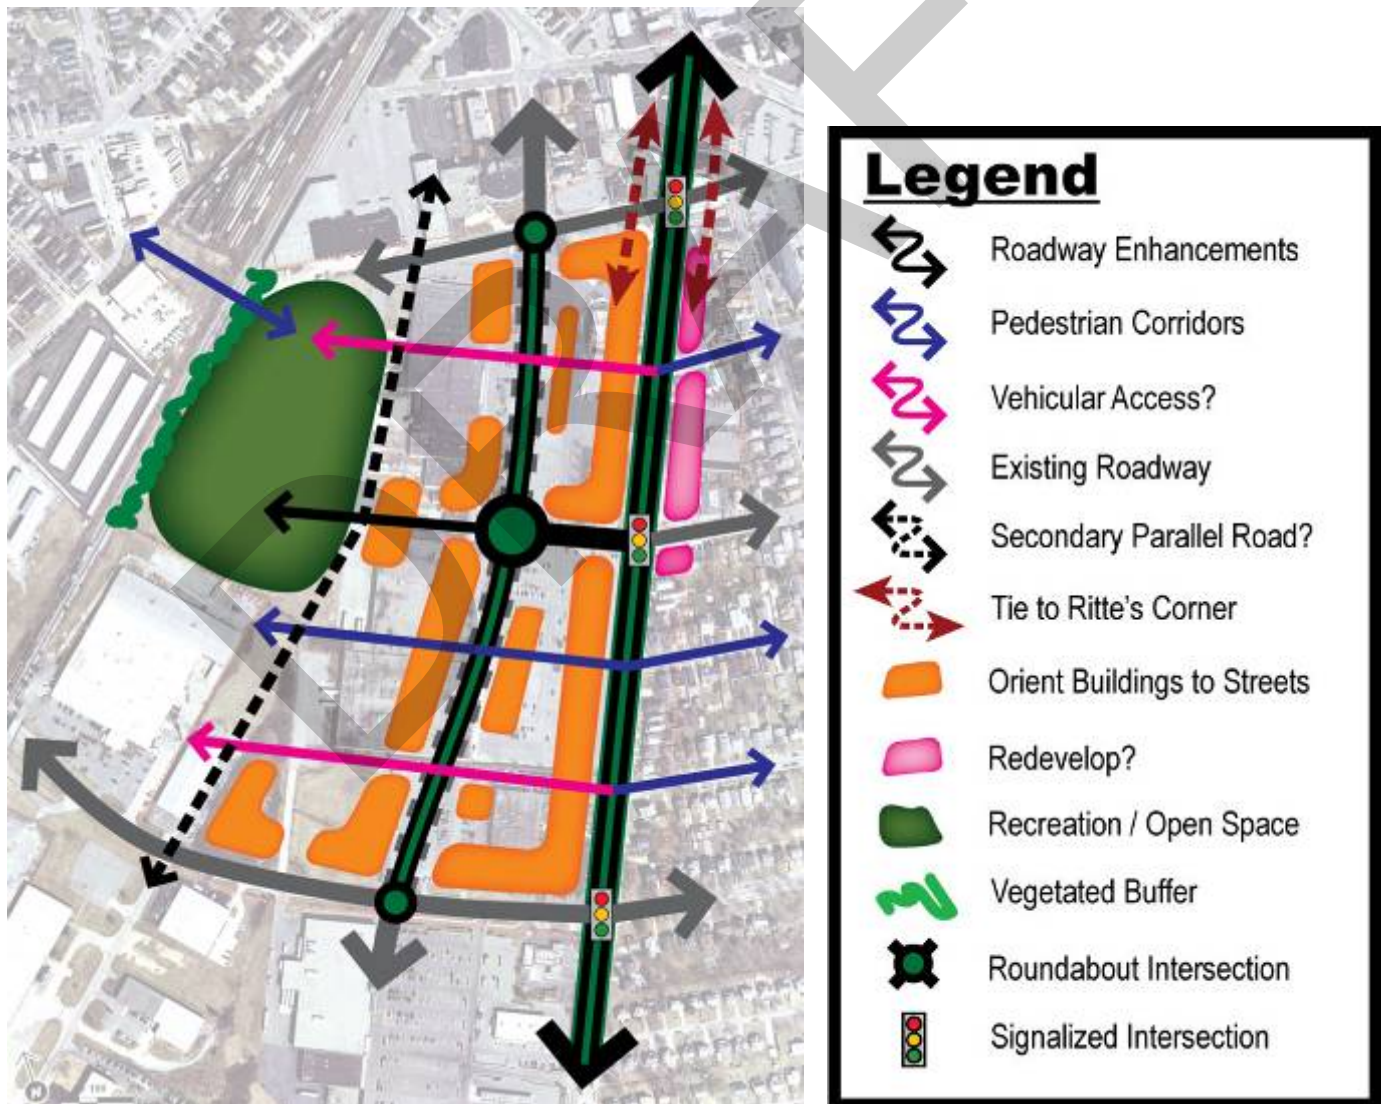 DRAFT
Legend
Roadway Enhancements
Pedestrian Corridors
Vehicular Access?
Existing Roadway
Secondary Parallel Road?
Tie to Ritte's Corner
Orient Buildings to Streets
Redevelop?
Recreation / Open Space
Vegetated Buffer
Roundabout Intersection
Signalized Intersection
N